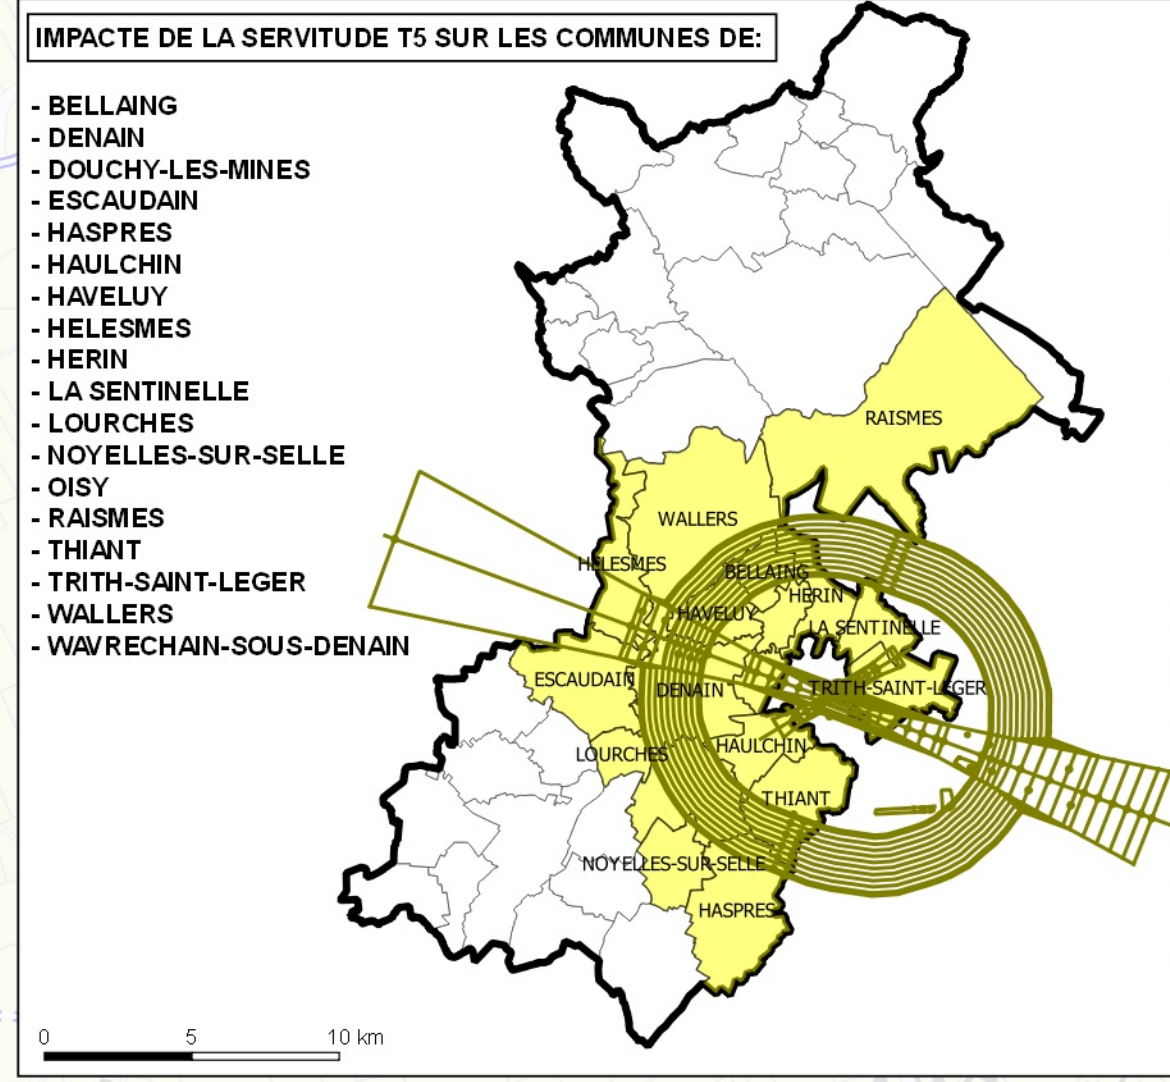 IMPACTE DE LA SERVITUDE T5 SUR LES COMMUNES DE:
- BELLAING
- DENAIN
- DOUCHY-LES-MINES
- ESCAUDAIN
- HASPRES
- HAULCHIN
- HAVELUY
- HELESMES
- HERIN
- LA SENTINELLE
- LOURCHES
- NOYELLES-SUR-SELLE
- OISY
- RAISMES
- THIANT
- TRITH-SAINT-LEGER
- WALLERS
- WAVRECHAIN-SOUS-DENAIN
RAISMES
WALLERS
HELESMES
BELLAING
HERIN
HAVELUY
LA SENTINELLE
ESCAUDAIN
DENAIN
TRITH-SAINT-LEGER
HAULCHIN
LOURCHES
THIANT
NOYELLES-SUR-SELLE
HASPRES
0 5 10 km